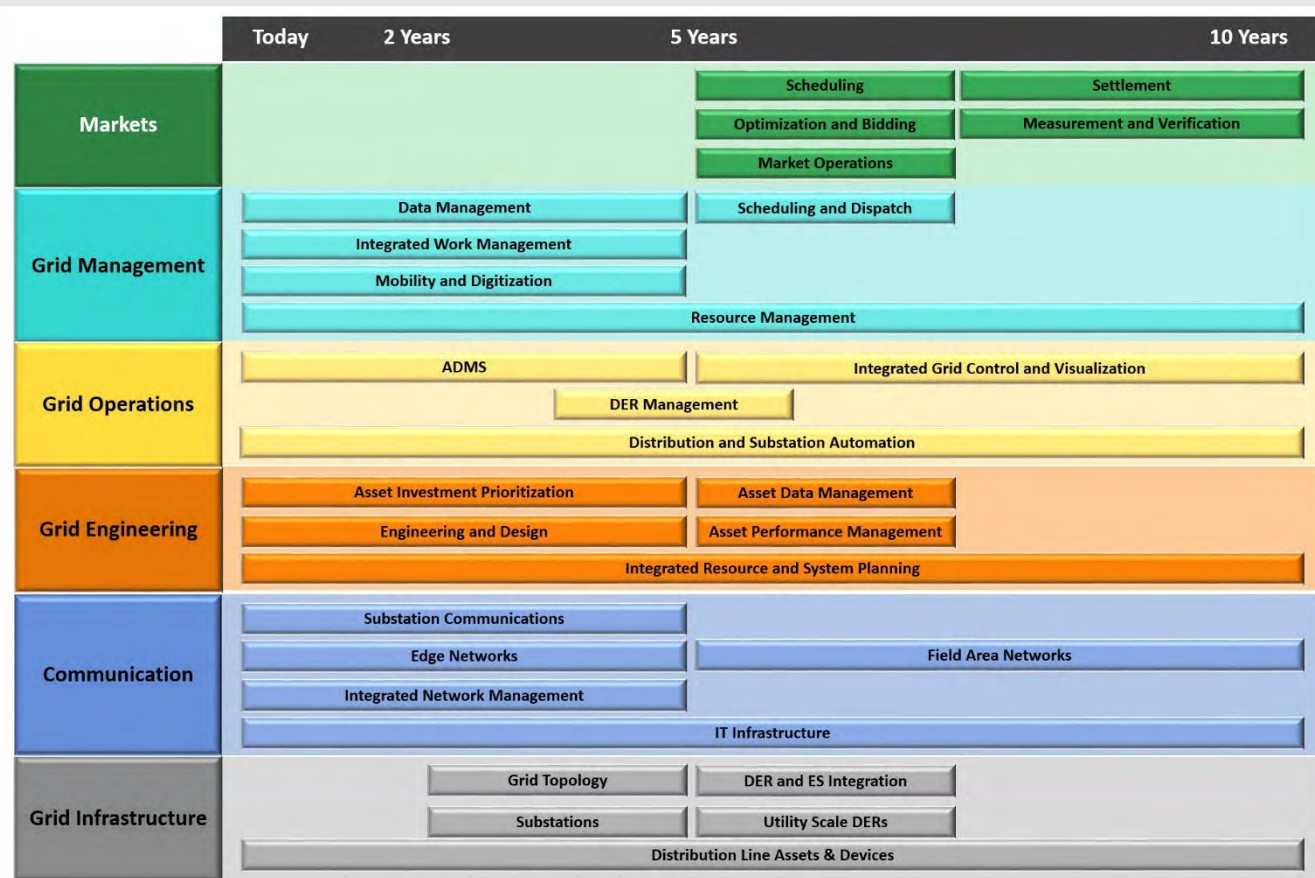 Today 2 Years 5 Years 10 Years
Markets
Scheduling Settlement
Optimization and Bidding Measurement and Verification
Market Operations
Grid Management
Data Management Scheduling and Dispatch
Integrated Work Management
Mobility and Digitization
Resource Management
Grid Operations
ADMS Integrated Grid Control and Visualization
DER Management
Distribution and Substation Automation
Grid Engineering
Asset Investment Prioritization Asset Data Management
Engineering and Design Asset Performance Management
Integrated Resource and System Planning
Communication
Substation Communications
Edge Networks Field Area Networks
Integrated Network Management
IT Infrastructure
Grid Infrastructure
Grid Topology DER and ES Integration
Substations Utility Scale DERs
Distribution Line Assets & Devices